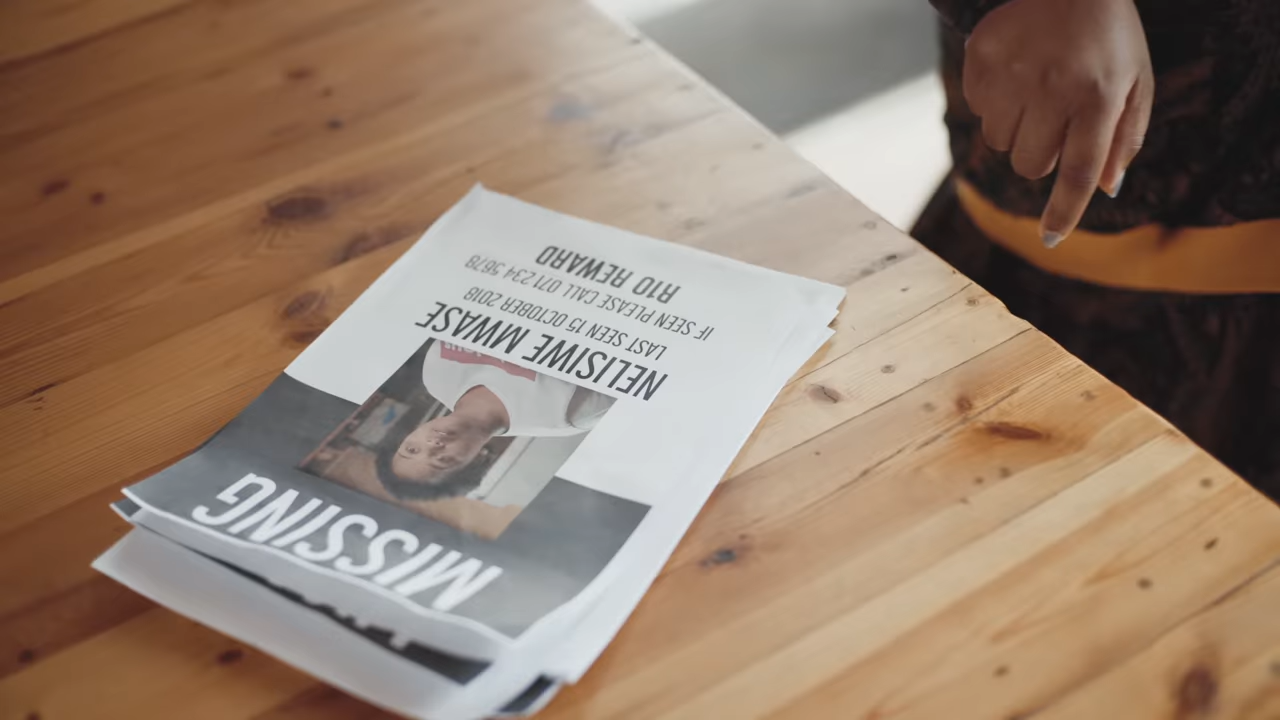 MISSING
NELISIWE MWASE
LAST SEEN 15 OCTOBER 2018
IF SEEN PLEASE CALL 071 234 5678
R10 REWARD